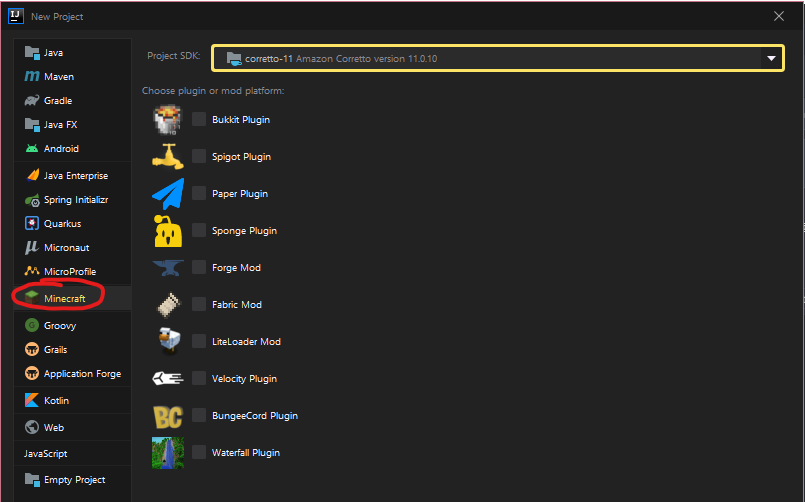 IJ
New Project
Java
Maven
Gradle
Java FX
Android
Java Enterprise
Spring Initializr
Quarkus
Micronaut
MicroProfile
Minecraft
Groovy
Grails
Application Forge
Kotlin
Web
JavaScript
Empty Project
Project SDK:
corretto-11 Amazon Corretto version 11.0.10
Choose plugin or mod platform:
Bukkit Plugin
Spigot Plugin
Paper Plugin
Sponge Plugin
Forge Mod
Fabric Mod
LiteLoader Mod
Velocity Plugin
BC
BungeeCord Plugin
Waterfall Plugin